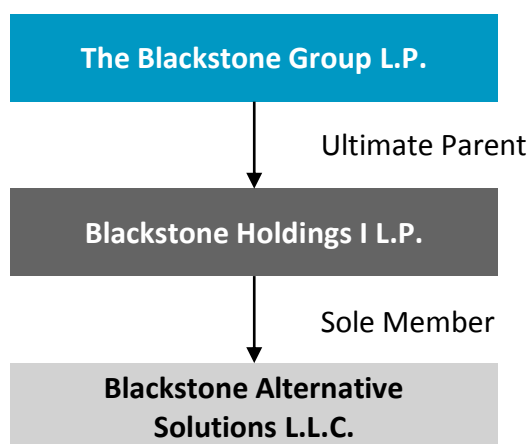 The Blackstone Group L.P.
Ultimate Parent
Blackstone Holdings I L.P.
Sole Member
Blackstone Alternative
Solutions L.L.C.